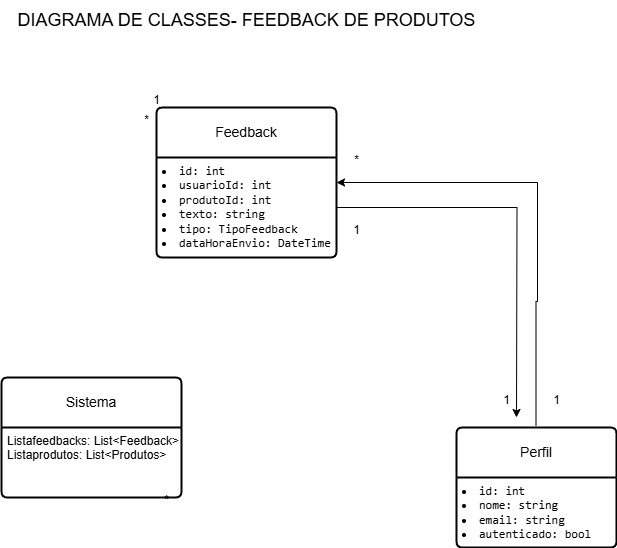 DIAGRAMA DE CLASSES- FEEDBACK DE PRODUTOS
1
*
Feedback
id: int
usuarioId: int
produtoId: int
texto: string
tipo: TipoFeedback
dataHoraEnvio: DateTime
*
1
Sistema
Listafeedbacks: List<Feedback>
Listaprodutos: List<Produtos>
*
1
1
Perfil
id: int
nome: string
email: string
autenticado: bool